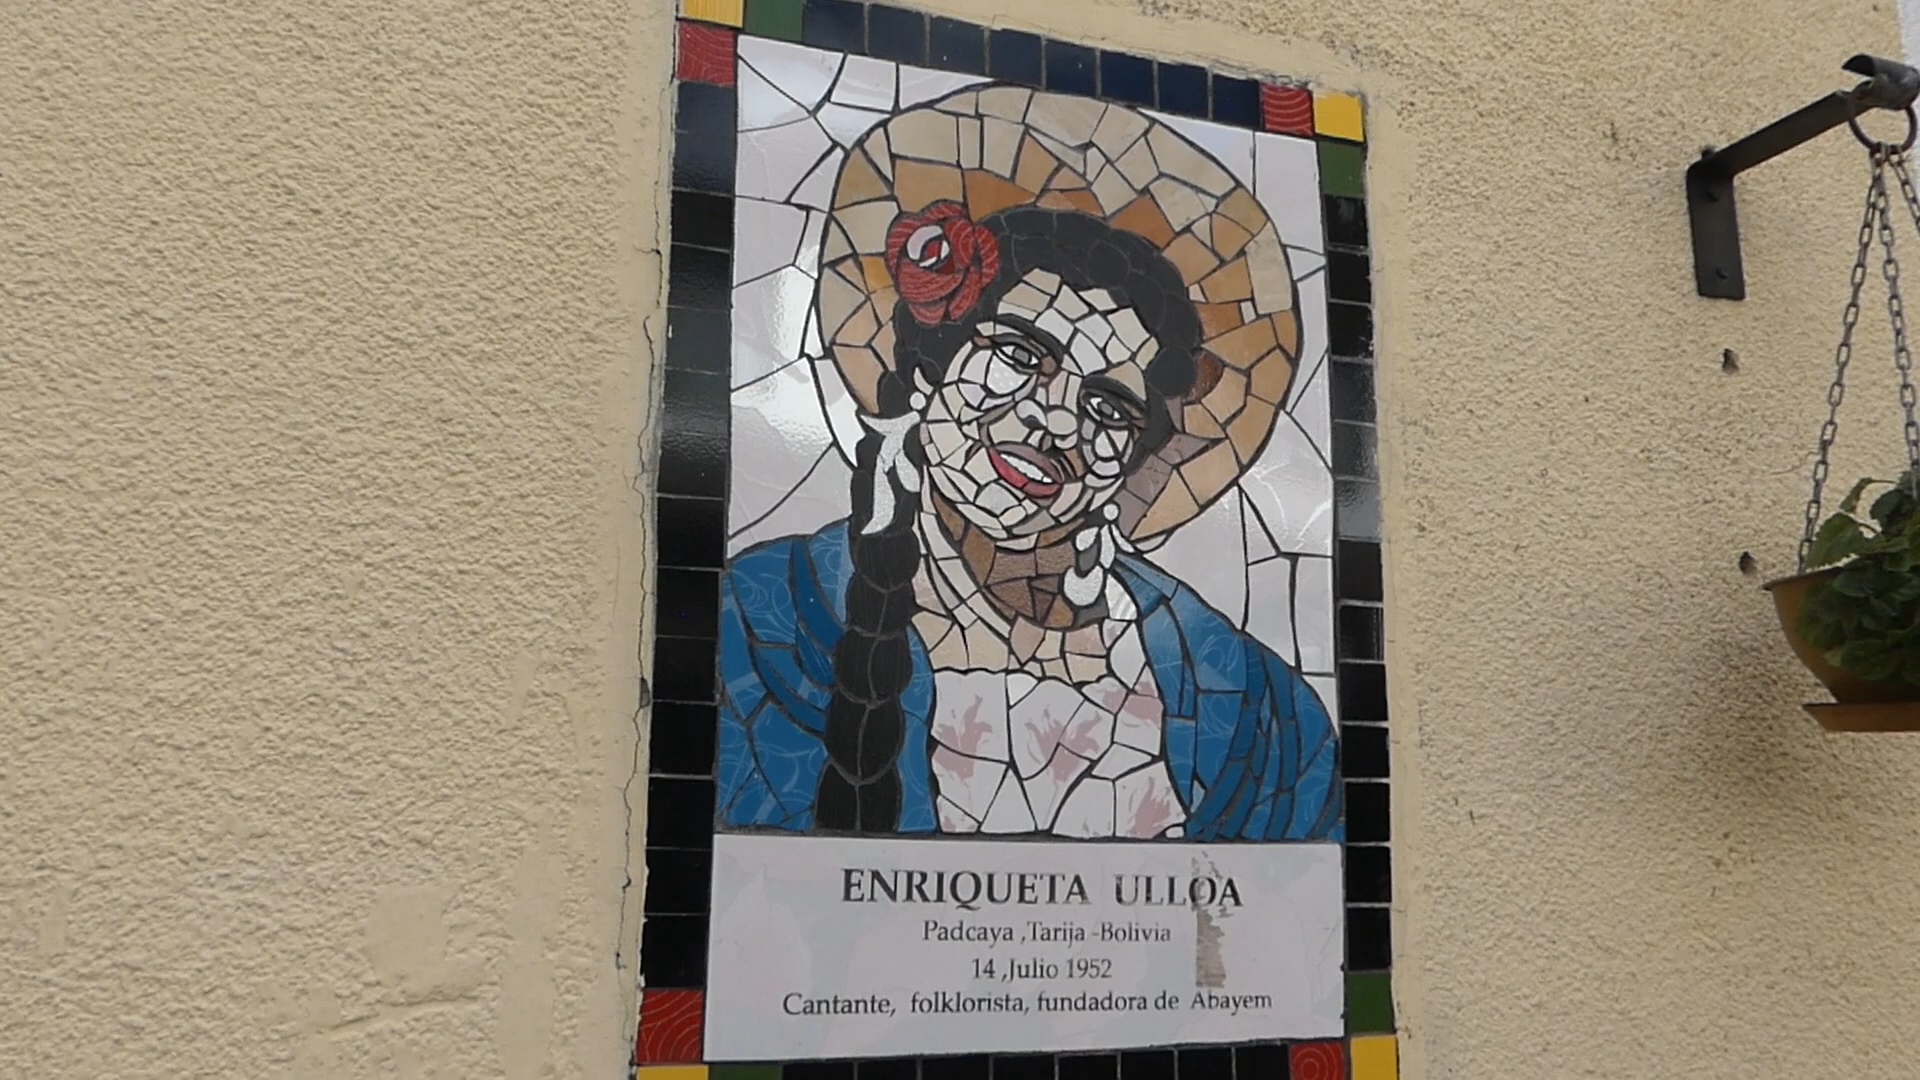 ENRIQUETA ULLOA
Padcaya ,Tarija -Bolivia
14 ,Julio 1952
Cantante, folklorista, fundadora de Abayem